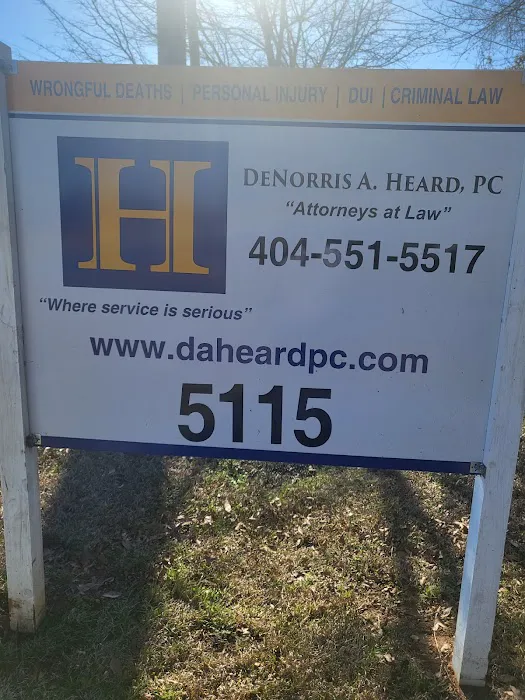 WRONGFUL DEATHS | PERSONAL INJURY | DUI | CRIMINAL LAW
H
DENORRIS A. HEARD, PC
"Attorneys at Law"
404-551-5517
"Where service is serious"
www.daheardpc.com
5115